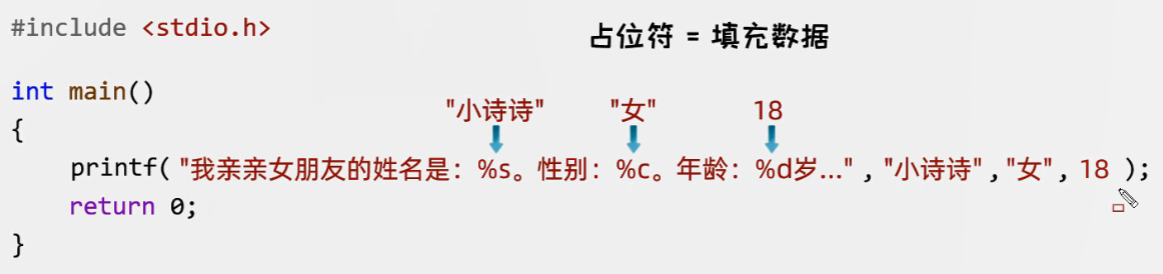 #include <stdio.h>
占位符 = 填充数据
int main()
"小诗诗" "女" 18
{
printf("我亲亲女朋友的姓名是：%s。性别：%c。年龄：%d岁..." ,"小诗诗","女", 18 );
return 0;
}